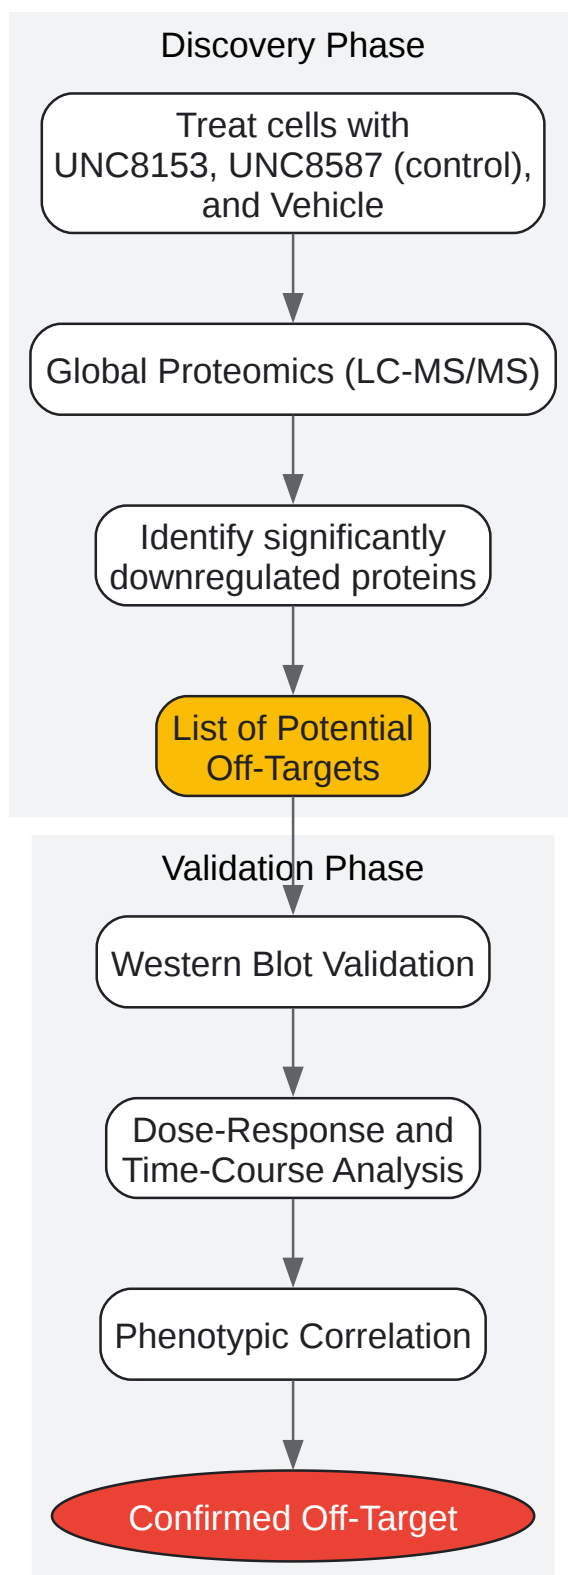 Discovery Phase
Treat cells with
UNC8153, UNC8587 (control),
and Vehicle
Global Proteomics (LC-MS/MS)
Identify significantly
downregulated proteins
List of Potential
Off-Targets
Validation Phase
Western Blot Validation
Dose-Response and
Time-Course Analysis
Phenotypic Correlation
Confirmed Off-Target